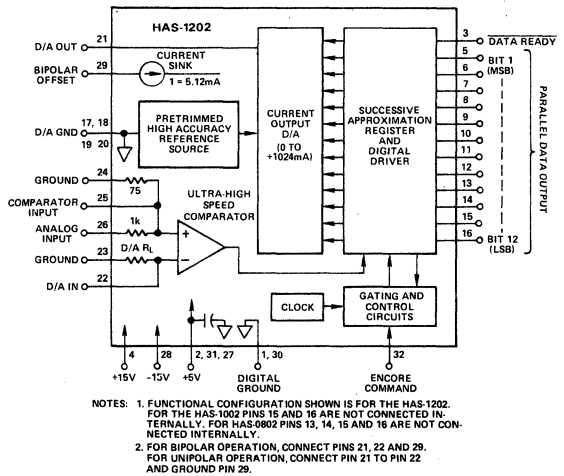 HAS-1202
D/A OUT 21
BIPOLAR OFFSET 29
CURRENT SINK
1 = 5.12mA
D/A GND 17, 18
19 20
PRETRIMMED HIGH ACCURACY REFERENCE SOURCE
CURRENT OUTPUT D/A (0 TO +1024mA)
SUCCESSIVE APPROXIMATION REGISTER AND DIGITAL DRIVER
3 DATA READY
5 BIT 1 (MSB)
6
7
8
9
10
11
12
13
14
15
16 BIT 12 (LSB)
PARALLEL DATA OUTPUT
GROUND 24
75
COMPARATOR INPUT 25
ANALOG INPUT 26
1k
GROUND 23
D/A RL
D/A IN 22
ULTRA-HIGH SPEED COMPARATOR
+
−
CLOCK
GATING AND CONTROL CIRCUITS
4
+15V
28
-15V
2, 31, 27
+5V
1, 30
DIGITAL GROUND
32
ENCORE COMMAND
NOTES: 1. FUNCTIONAL CONFIGURATION SHOWN IS FOR THE HAS-1202.
FOR THE HAS-1002 PINS 15 AND 16 ARE NOT CONNECTED IN-
TERNALLY. FOR HAS-0802 PINS 13, 14, 15 AND 16 ARE NOT CON-
NECTED INTERNALLY.
2. FOR BIPOLAR OPERATION, CONNECT PINS 21, 22 AND 29.
FOR UNIPOLAR OPERATION, CONNECT PIN 21 TO PIN 22
AND GROUND PIN 29.